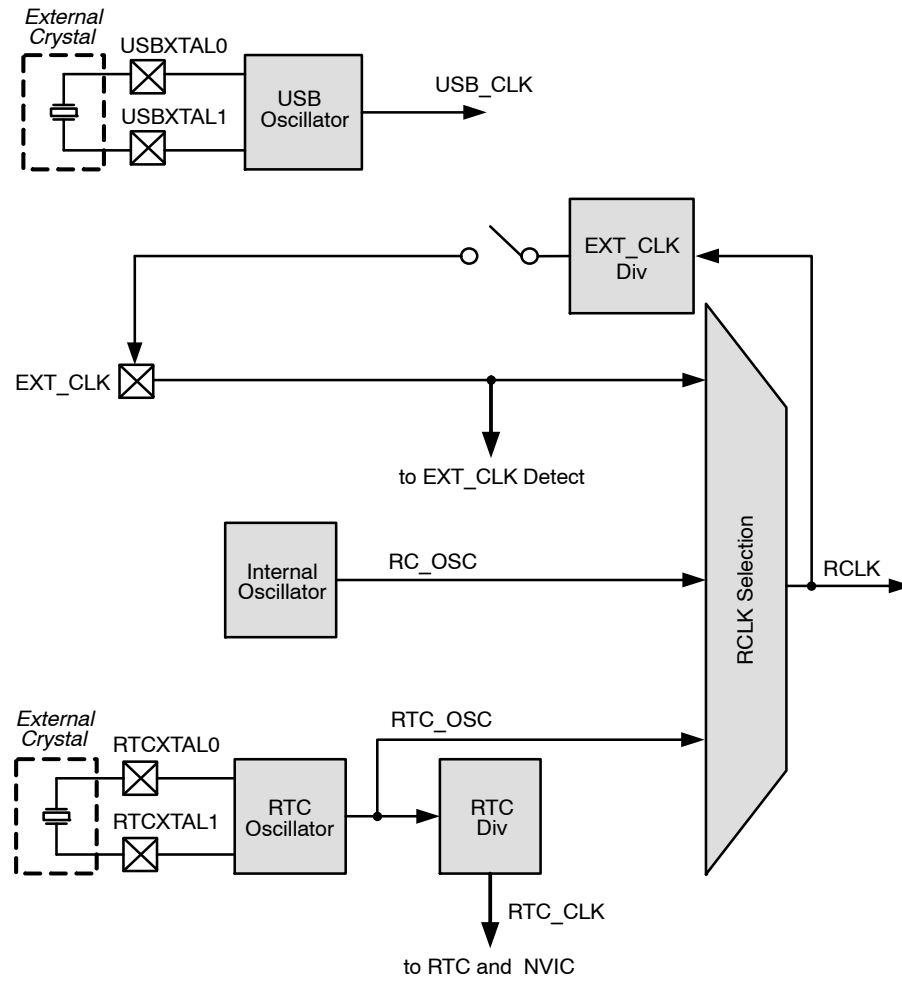 External
Crystal
USBXTAL0
USBXTAL1
USB
Oscillator
USB_CLK
EXT_CLK
Div
EXT_CLK
to EXT_CLK Detect
Internal
Oscillator
RC_OSC
RCLK Selection
RCLK
External
Crystal
RTCXTAL0
RTCXTAL1
RTC
Oscillator
RTC_OSC
RTC
Div
RTC_CLK
to RTC and NVIC